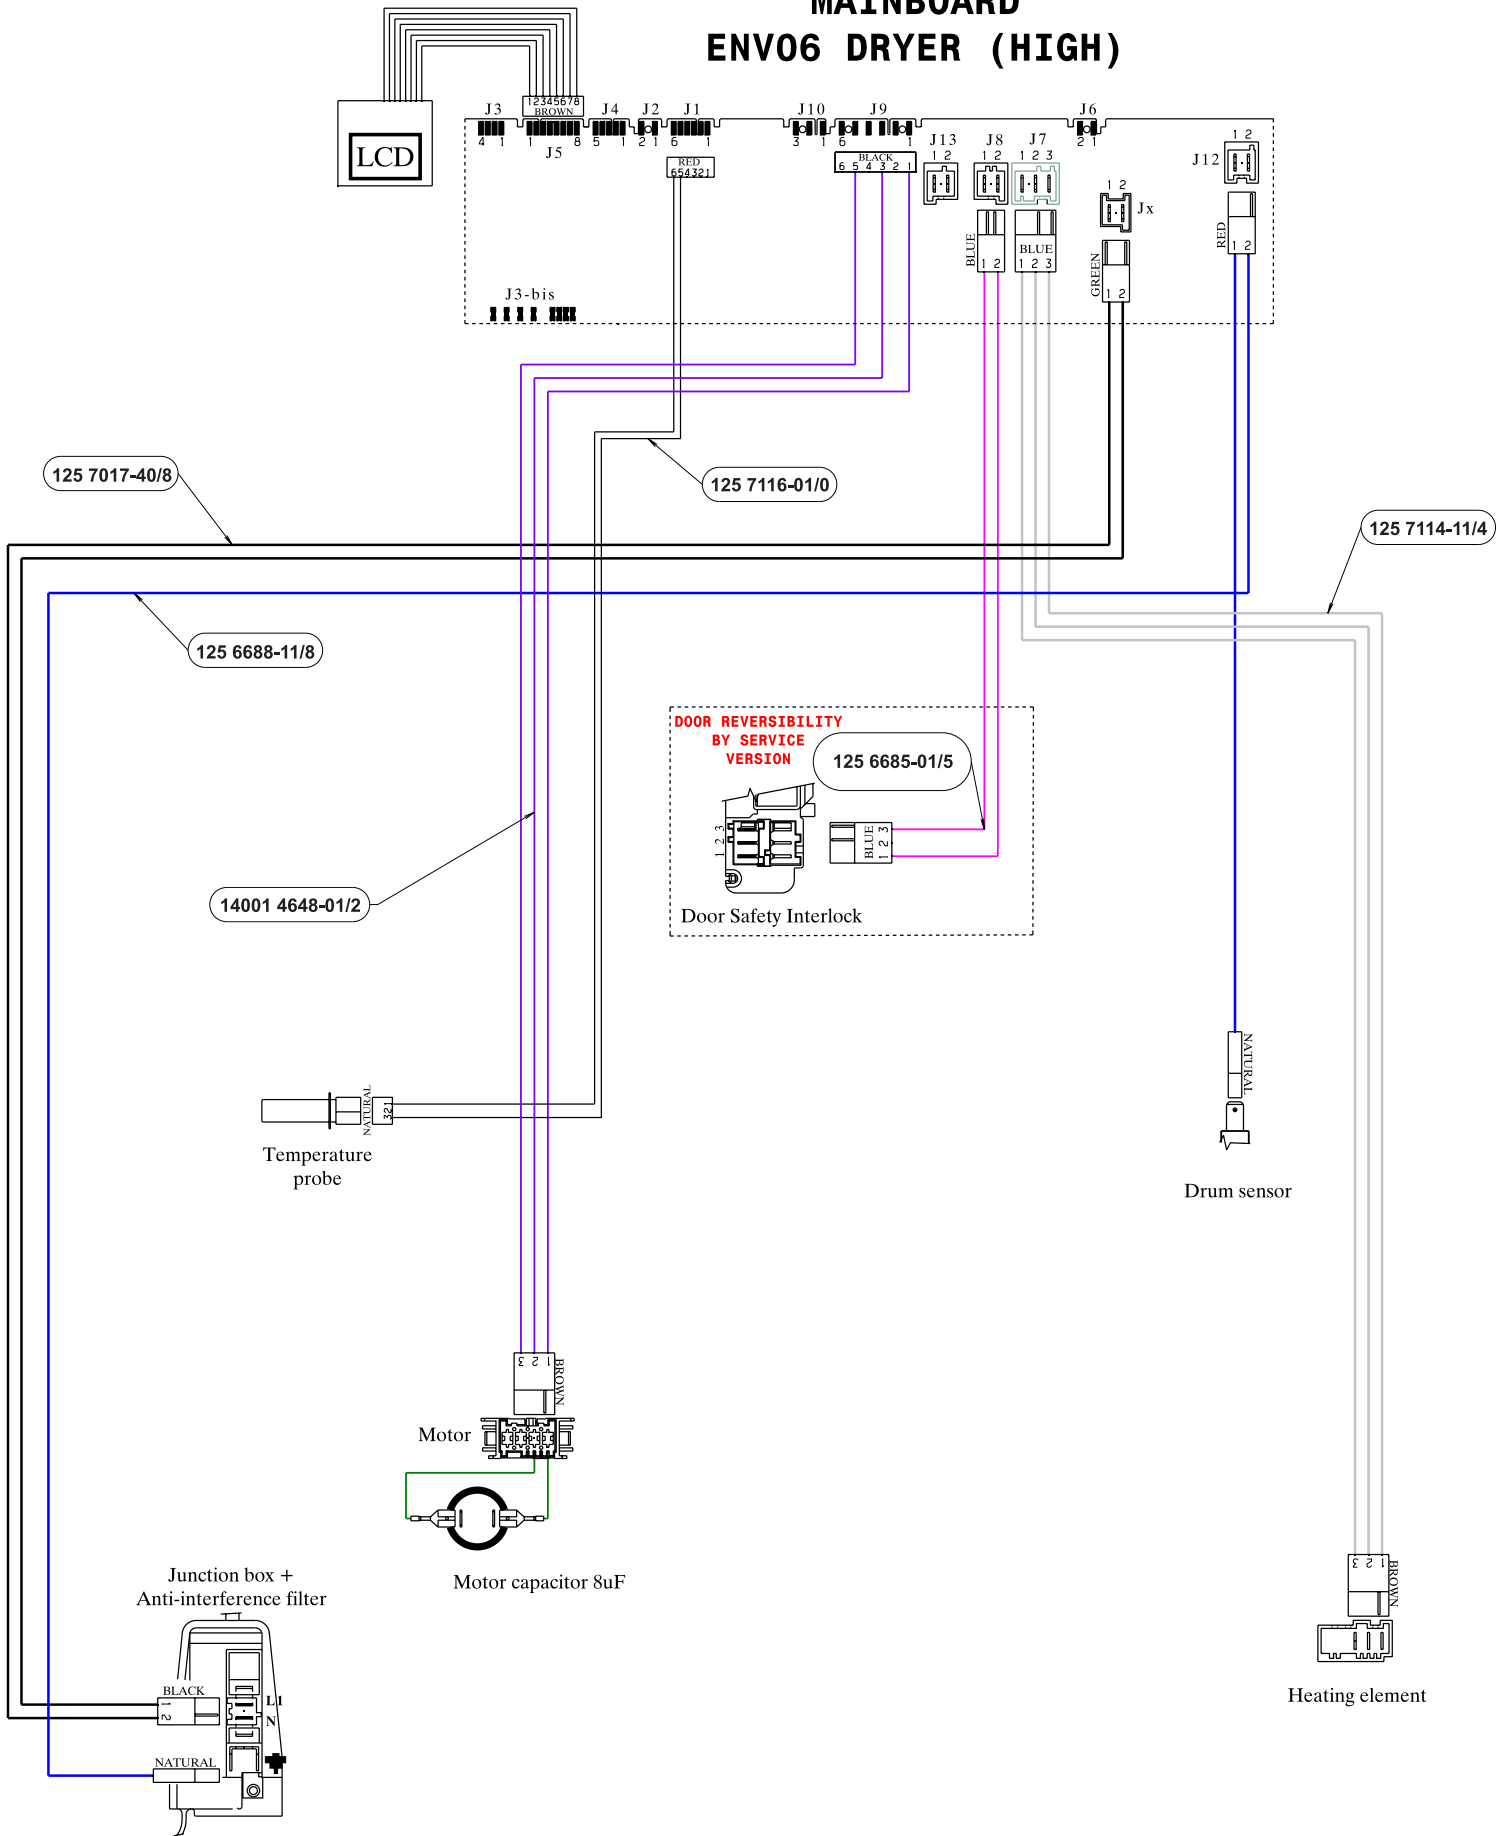 MAINBOARD
ENV06 DRYER (HIGH)
12345678
BROWN
J3
J4
J2
J1
J10
J9
J6
4 1
1 8
5 1
2 1
6 1
3 1
6 1
2 1
J5
LCD
RED
654321
BLACK
6 5 4 3 2 1
J13
1 2
J8
1 2
J7
1 2 3
J12
1 2
1 2
Jx
BLUE
1 2
BLUE
1 2 3
GREEN
1 2
RED
1 2
J3-bis
125 7017-40/8
125 7116-01/0
125 7114-11/4
125 6688-11/8
DOOR REVERSIBILITY
BY SERVICE
VERSION
125 6685-01/5
1 2 3
BLUE
1 2 3
Door Safety Interlock
14001 4648-01/2
NATURAL
321
Temperature
probe
NATURAL
Drum sensor
3 2 1
BROWN
Motor
Motor capacitor 8uF
3 2 1
BROWN
Heating element
Junction box +
Anti-interference filter
BLACK
1 2
L1
N
NATURAL